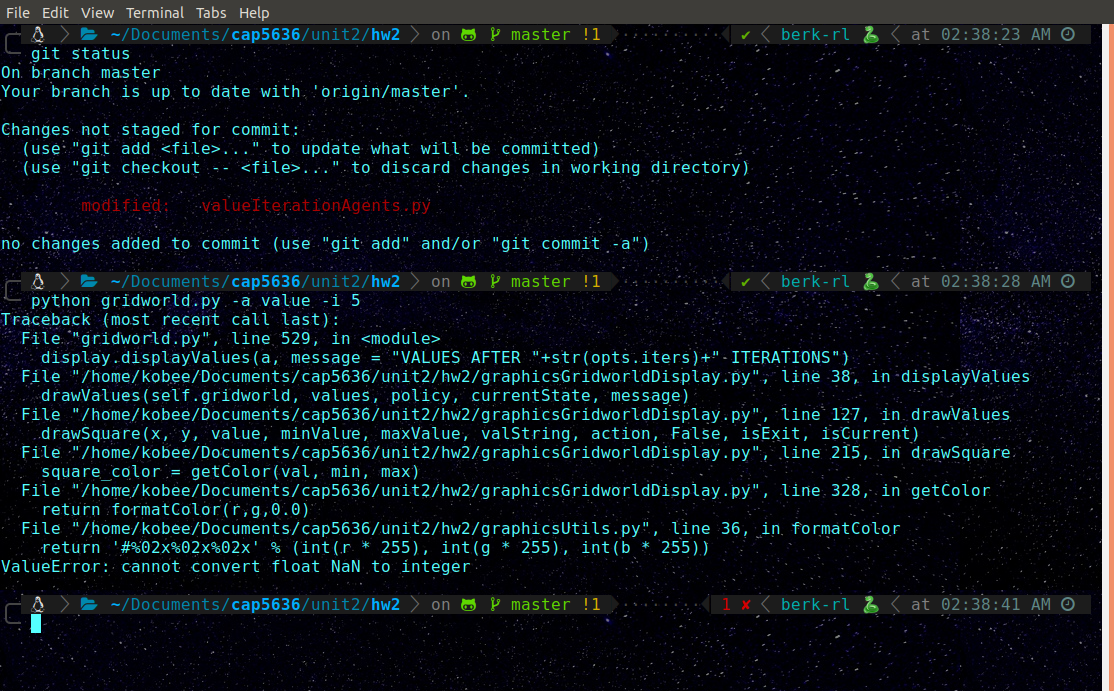 File Edit View Terminal Tabs Help
~/Documents/cap5636/unit2/hw2 on master !1 ✔ berk-rl at 02:38:23 AM
git status
On branch master
Your branch is up to date with 'origin/master'.
Changes not staged for commit:
(use "git add <file>..." to update what will be committed)
(use "git checkout -- <file>..." to discard changes in working directory)
modified: valueIterationAgents.py
no changes added to commit (use "git add" and/or "git commit -a")
~/Documents/cap5636/unit2/hw2 on master !1 ✔ berk-rl at 02:38:28 AM
python gridworld.py -a value -i 5
Traceback (most recent call last):
File "gridworld.py", line 529, in <module>
display.displayValues(a, message = "VALUES AFTER "+str(opts.iters)+" ITERATIONS")
File "/home/kobee/Documents/cap5636/unit2/hw2/graphicsGridworldDisplay.py", line 38, in displayValues
drawValues(self.gridworld, values, policy, currentState, message)
File "/home/kobee/Documents/cap5636/unit2/hw2/graphicsGridworldDisplay.py", line 127, in drawValues
drawSquare(x, y, value, minValue, maxValue, valString, action, False, isExit, isCurrent)
File "/home/kobee/Documents/cap5636/unit2/hw2/graphicsGridworldDisplay.py", line 215, in drawSquare
square_color = getColor(val, min, max)
File "/home/kobee/Documents/cap5636/unit2/hw2/graphicsGridworldDisplay.py", line 328, in getColor
return formatColor(r,g,0.0)
File "/home/kobee/Documents/cap5636/unit2/hw2/graphicsUtils.py", line 36, in formatColor
return '#%02x%02x%02x' % (int(r * 255), int(g * 255), int(b * 255))
ValueError: cannot convert float NaN to integer
~/Documents/cap5636/unit2/hw2 on master !1 1 ✘ berk-rl at 02:38:41 AM